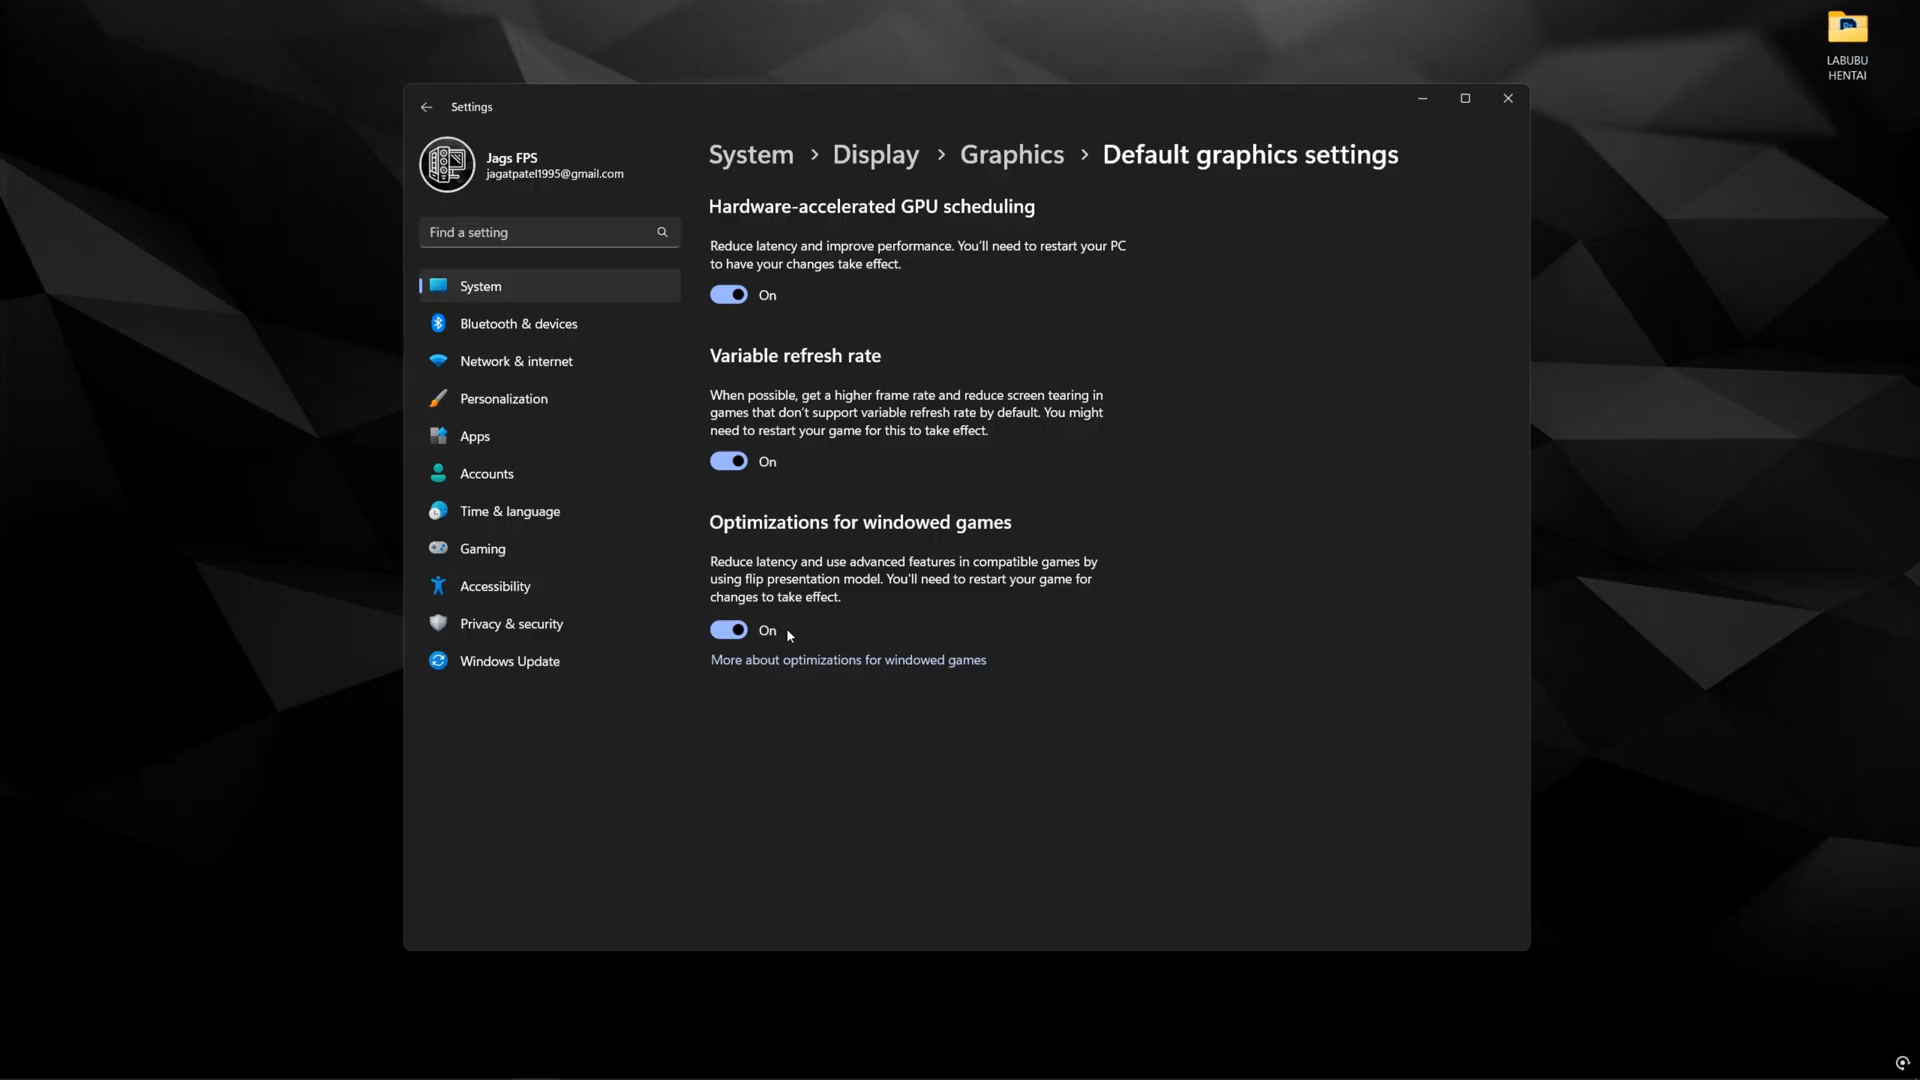 LABUBU
HENTAI
Settings
Jags FPS
jagatpatel1995@gmail.com
Find a setting
System
Bluetooth & devices
Network & internet
Personalization
Apps
Accounts
Time & language
Gaming
Accessibility
Privacy & security
Windows Update
System > Display > Graphics > Default graphics settings
Hardware-accelerated GPU scheduling
Reduce latency and improve performance. You'll need to restart your PC
to have your changes take effect.
On
Variable refresh rate
When possible, get a higher frame rate and reduce screen tearing in
games that don't support variable refresh rate by default. You might
need to restart your game for this to take effect.
On
Optimizations for windowed games
Reduce latency and use advanced features in compatible games by
using flip presentation model. You'll need to restart your game for
changes to take effect.
On
More about optimizations for windowed games